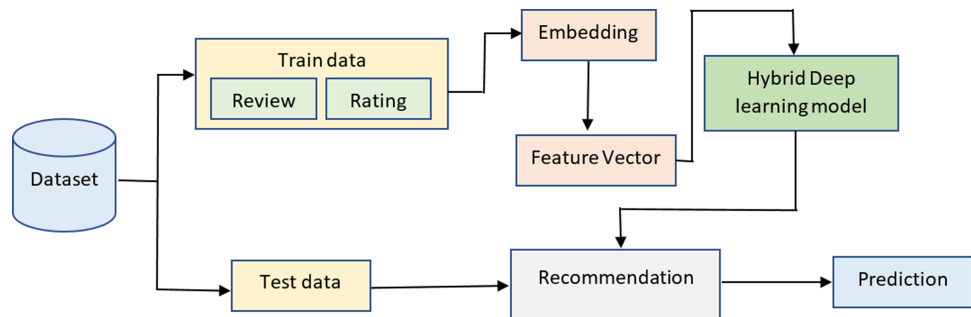 Embedding
Train data
Review
Rating
Hybrid Deep
learning model
Dataset
Feature Vector
Test data
Recommendation
Prediction